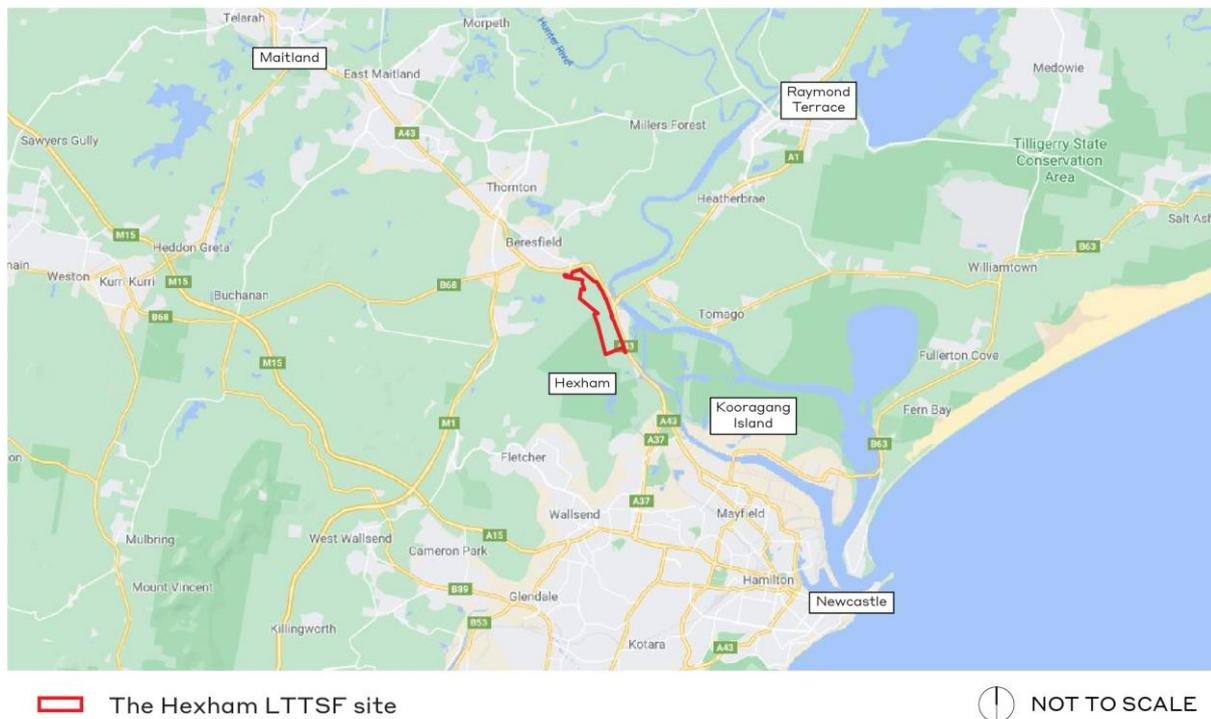 Telarah
Morpeth
Hunter
River
Maitland
East Maitland
Medowie
Raymond
Terrace
Millers Forest
Sawyers Gully
A43
Tilligerry State
Conservation
Area
A1
Thornton
Heatherbrae
Salt Ash
M15
Heddon Greta
Beresfield
B63
Weston
Kurri Kurri
M15
Williamtown
Buchanan
B68
B68
Tomago
A43
Fullerton Cove
M15
Hexham
Kooragang
Island
Fern Bay
M1
A43
A37
B63
Fletcher
A37
Wallsend
Mayfield
A15
Mulbring
West Wallsend
Cameron Park
Mount Vincent
B89
Hamilton
Glendale
Newcastle
B53
Killingworth
Kotara
A43
The Hexham LTTSF site
NOT TO SCALE